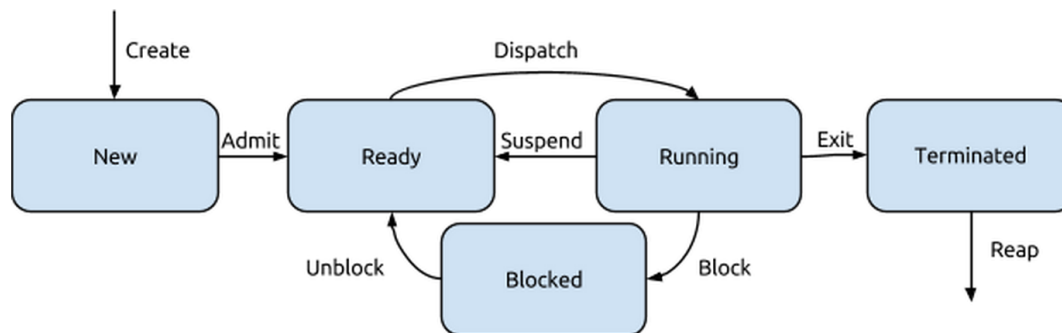 Create
Dispatch
New
Admit
Ready
Suspend
Running
Exit
Terminated
Unblock
Blocked
Block
Reap